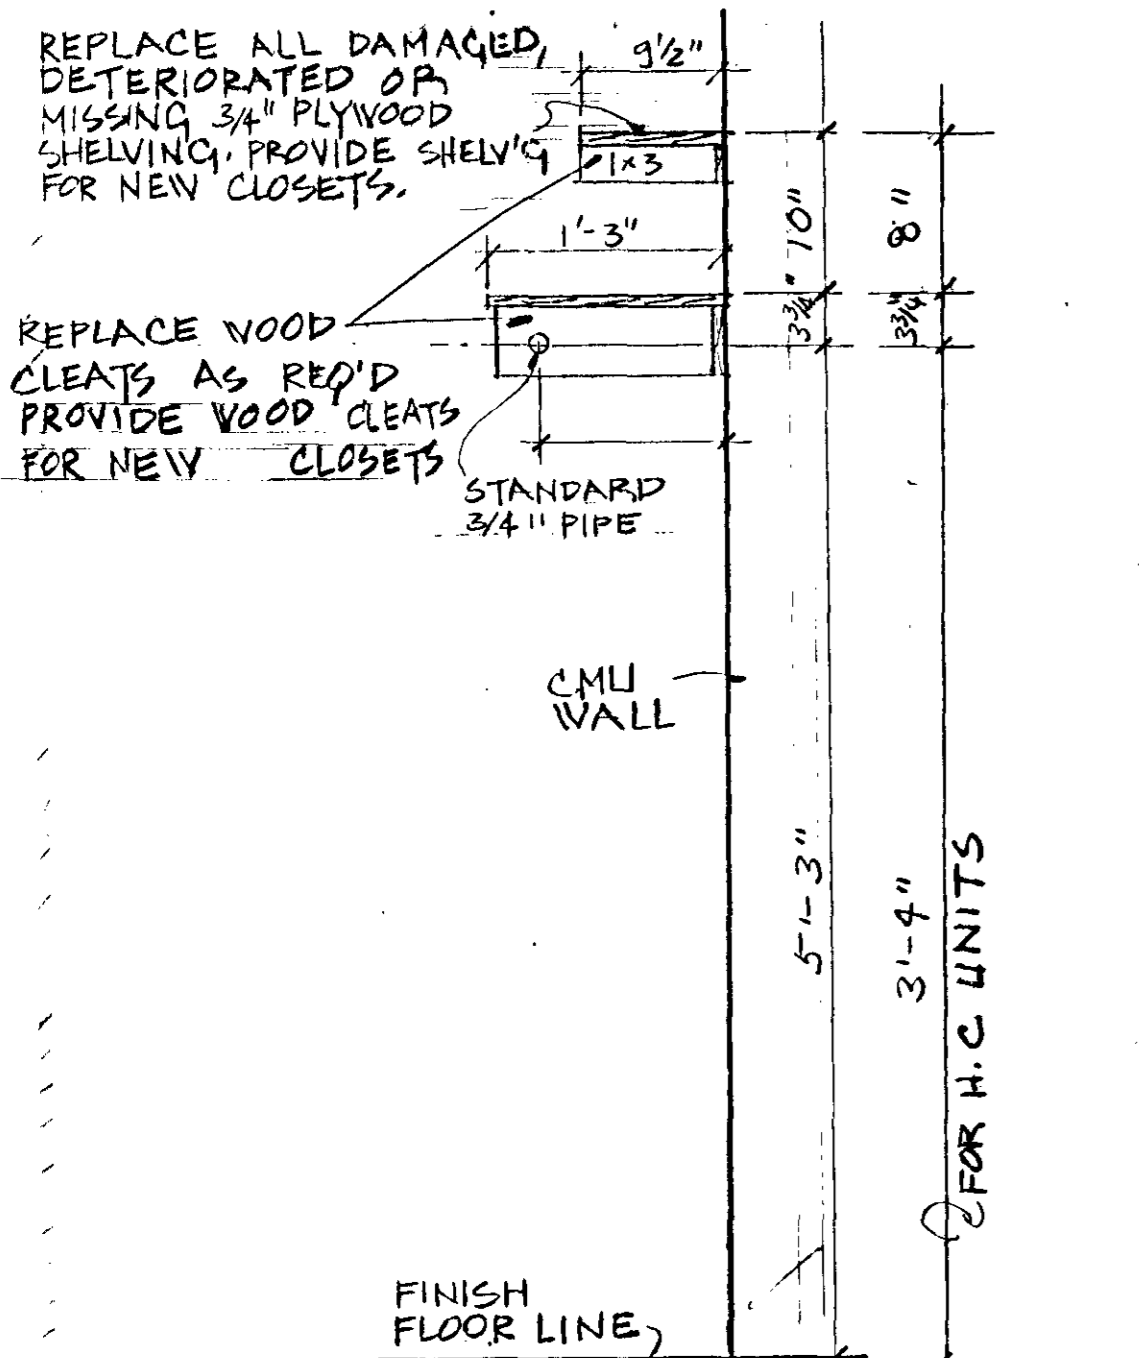 REPLACE ALL DAMAGED,
DETERIORATED OR
MISSING 3/4" PLYWOOD
SHELVING. PROVIDE SHELV'G
FOR NEW CLOSETS.
9 1/2"
1x3
1'-3"
10"
8"
3 3/4"
3 3/4"
REPLACE WOOD
CLEATS AS REQ'D
PROVIDE WOOD CLEATS
FOR NEW CLOSETS
STANDARD
3/4" PIPE
CMU
WALL
5'-3"
3'-4"
FOR H.C UNITS
FINISH
FLOOR LINE